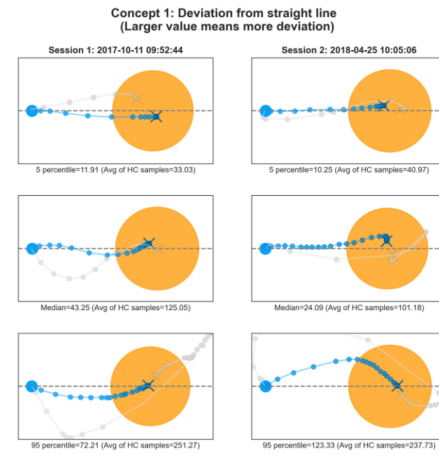 Concept 1: Deviation from straight line
(Larger value means more deviation)
Session 1: 2017-10-11 09:52:44
Session 2: 2018-04-25 10:05:06
5 percentile=11.91 (Avg of HC samples=33.03)
5 percentile=10.25 (Avg of HC samples=40.97)
Median=43.25 (Avg of HC samples=125.05)
Median=24.09 (Avg of HC samples=101.18)
95 percentile=72.21 (Avg of HC samples=251.27)
95 percentile=123.33 (Avg of HC samples=237.73)